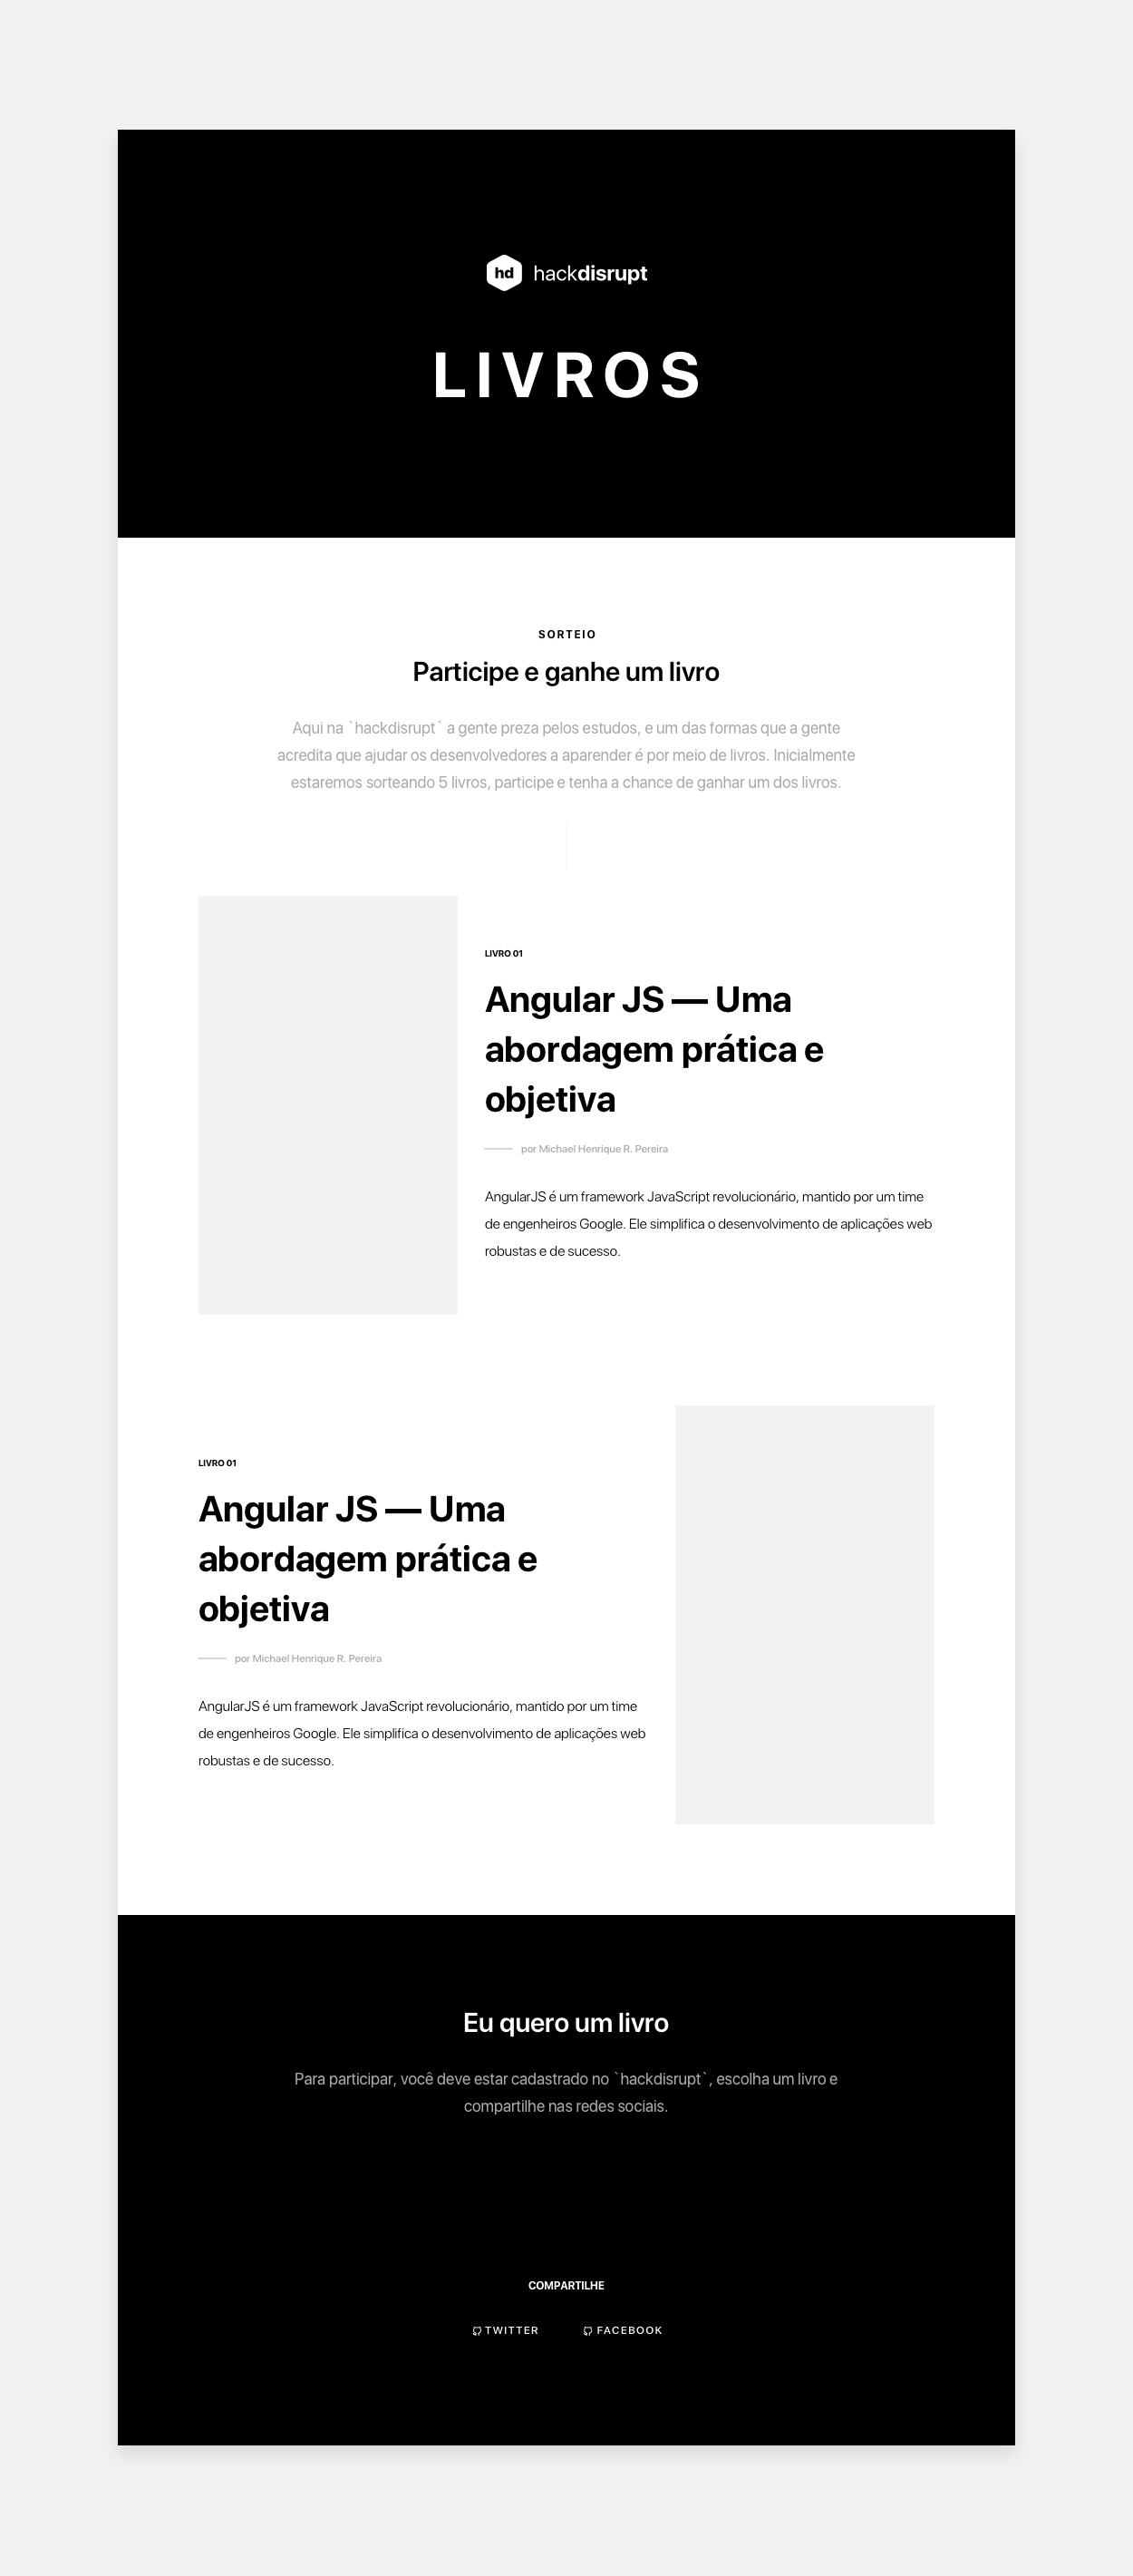 hd hackdisrupt
LIVROS
SORTEIO
Participe e ganhe um livro
Aqui na `hackdisrupt` a gente preza pelos estudos, e um das formas que a gente
acredita que ajudar os desenvolvedores a aparender é por meio de livros. Inicialmente
estaremos sorteando 5 livros, participe e tenha a chance de ganhar um dos livros.
LIVRO 01
Angular JS — Uma
abordagem prática e
objetiva
por Michael Henrique R. Pereira
AngularJS é um framework JavaScript revolucionário, mantido por um time
de engenheiros Google. Ele simplifica o desenvolvimento de aplicações web
robustas e de sucesso.
LIVRO 01
Angular JS — Uma
abordagem prática e
objetiva
por Michael Henrique R. Pereira
AngularJS é um framework JavaScript revolucionário, mantido por um time
de engenheiros Google. Ele simplifica o desenvolvimento de aplicações web
robustas e de sucesso.
Eu quero um livro
Para participar, você deve estar cadastrado no `hackdisrupt`, escolha um livro e
compartilhe nas redes sociais.
COMPARTILHE
TWITTER FACEBOOK